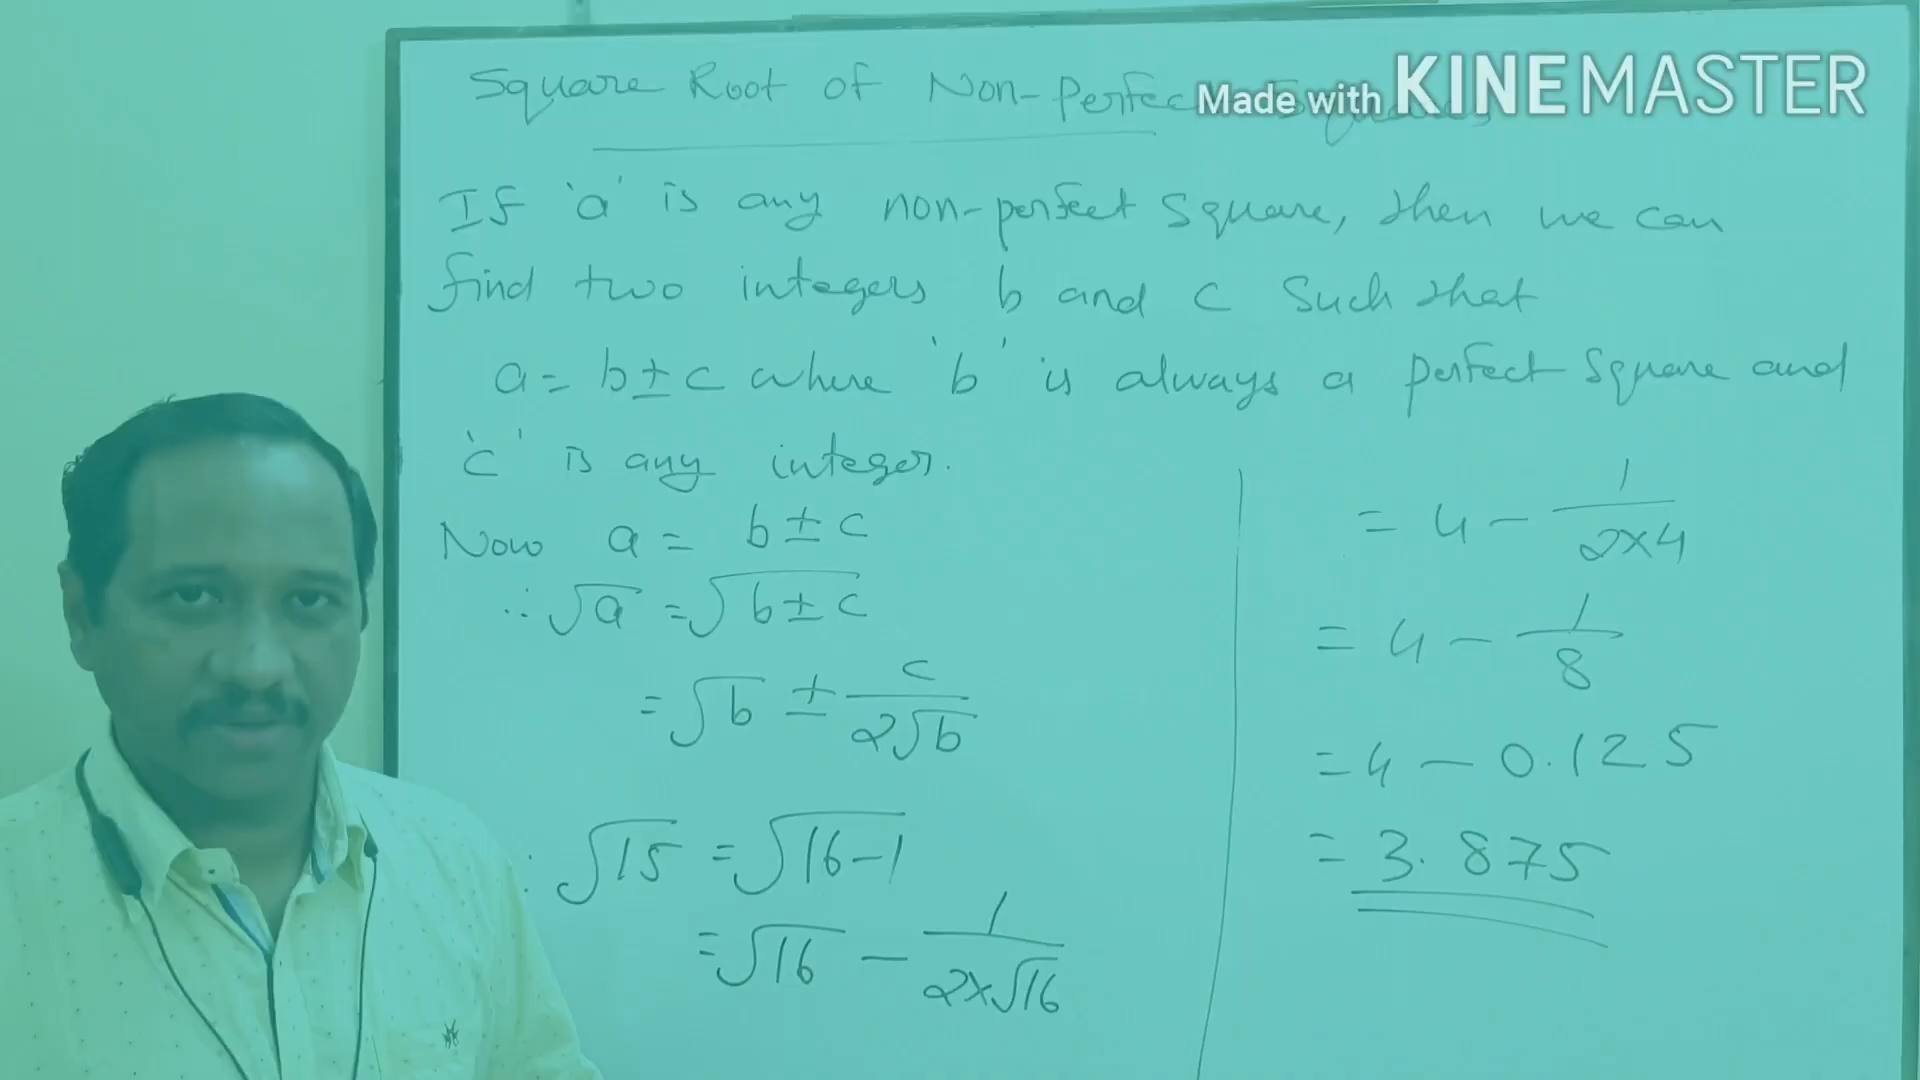 Square Root of Non-Perfect Squares
Made with KINEMASTER
If 'a' is any non-perfect square, then we can
find two integers b and c such that
a = b ± c where 'b' is always a perfect square and
'c' is any integer.
Now a = b ± c
∴ √a = √(b ± c)
= √b ± c/(2√b)
∴ √15 = √(16-1)
= √16 - 1/(2×√16)
= 4 - 1/(2×4)
= 4 - 1/8
= 4 - 0.125
= 3.875